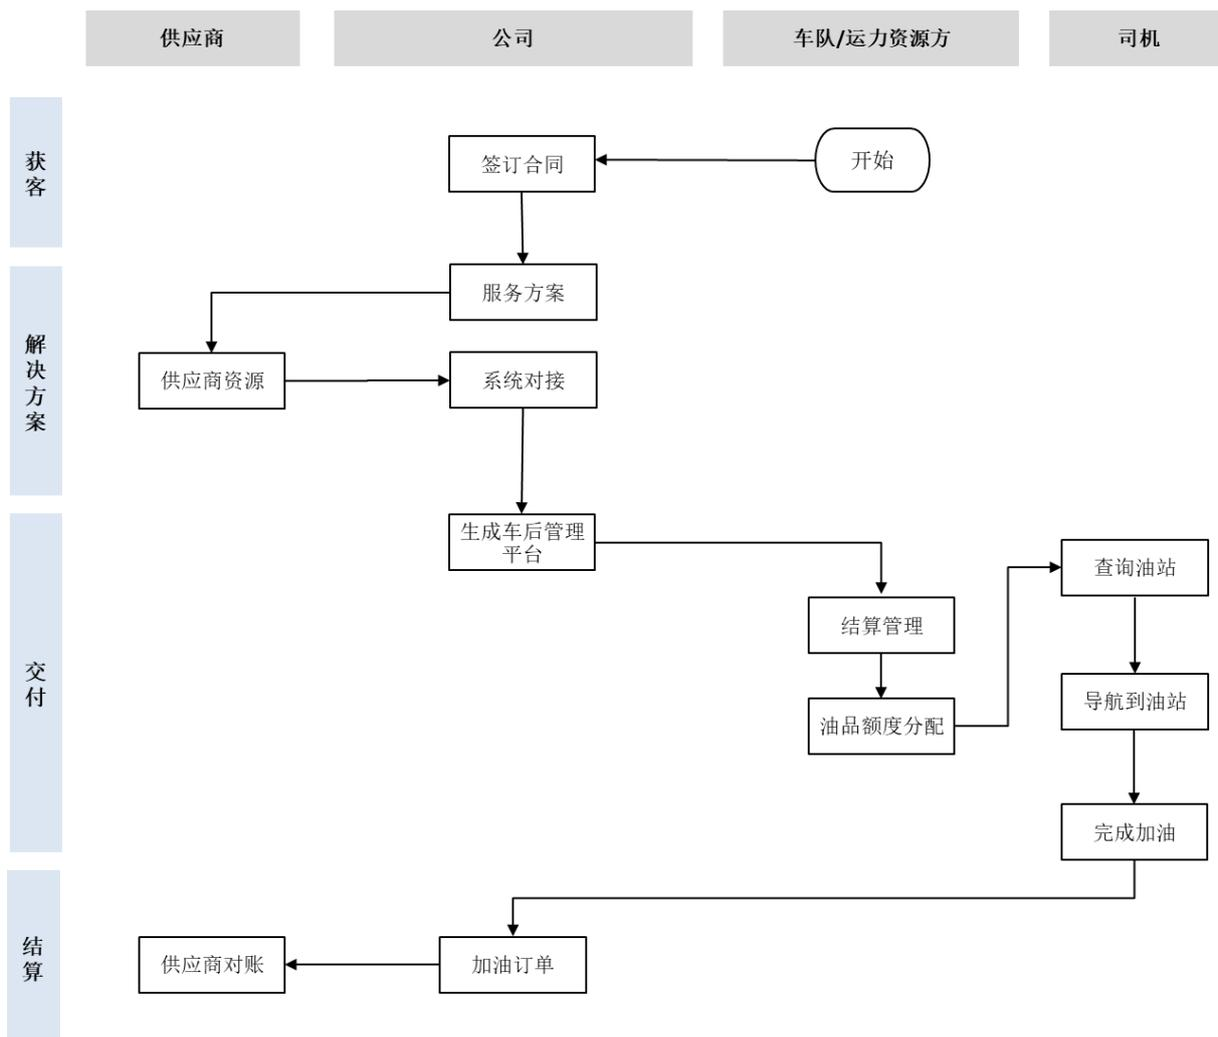 供应商
公司
车队/运力资源方
司机
获客
签订合同
开始
解决方案
服务方案
供应商资源
系统对接
交付
生成车后管理
平台
查询油站
结算管理
导航到油站
油品额度分配
完成加油
结算
供应商对账
加油订单